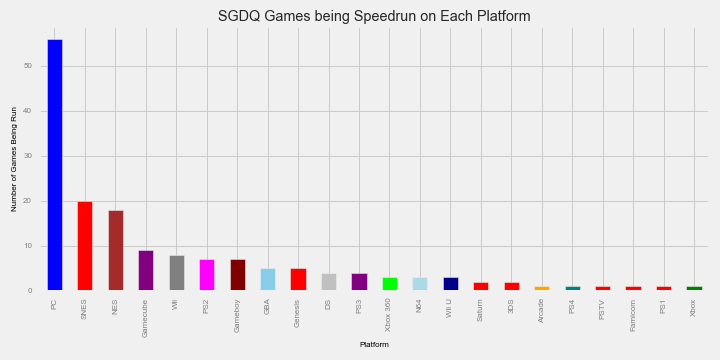 SGDQ Games being Speedrun on Each Platform
Number of Games Being Run
50
40
30
20
10
0
PC
SNES
NES
Gamecube
Wii
PS2
Gameboy
GBA
Genesis
DS
PS3
Xbox 360
N64
Wii U
Saturn
3DS
Arcade
PS4
PSTV
Famicom
PS1
Xbox
Platform